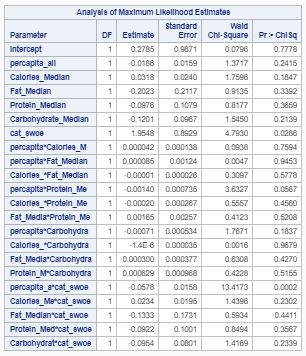 Analysis of Maximum Likelihood Estimates
Parameter DF Estimate Standard Error Wald Chi-Square Pr > ChiSq
Intercept 1 0.2785 0.9871 0.0796 0.7778
percapita_all 1 -0.0186 0.0159 1.3717 0.2415
Calories_Median 1 0.0318 0.0240 1.7596 0.1847
Fat_Median 1 -0.2023 0.2117 0.9135 0.3392
Protein_Median 1 -0.0976 0.1079 0.8177 0.3659
Carbohydrate_Median 1 -0.1201 0.0967 1.5440 0.2139
cat_swoe 1 1.9548 0.8929 4.7930 0.0286
percapita*Calories_M 1 0.000042 0.000138 0.0938 0.7594
percapita*Fat_Median 1 0.000085 0.00124 0.0047 0.9453
Calories_*Fat_Median 1 -0.00001 0.000026 0.3097 0.5778
percapita*Protein_Me 1 -0.00140 0.000735 3.6327 0.0567
Calories_*Protein_Me 1 -0.00020 0.000267 0.5557 0.4560
Fat_Media*Protein_Me 1 0.00165 0.00257 0.4123 0.5208
percapita*Carbohydra 1 -0.00071 0.000534 1.7671 0.1837
Calories_*Carbohydra 1 -1.4E-6 0.000035 0.0016 0.9679
Fat_Media*Carbohydra 1 0.000300 0.000377 0.6308 0.4270
Protein_M*Carbohydra 1 0.000629 0.000968 0.4228 0.5155
percapita_a*cat_swoe 1 -0.0578 0.0158 13.4173 0.0002
Calories_Me*cat_swoe 1 0.0234 0.0195 1.4396 0.2302
Fat_Median*cat_swoe 1 -0.1333 0.1731 0.5934 0.4411
Protein_Med*cat_swoe 1 -0.0922 0.1001 0.8494 0.3567
Carbohydrat*cat_swoe 1 -0.0954 0.0801 1.4169 0.2339